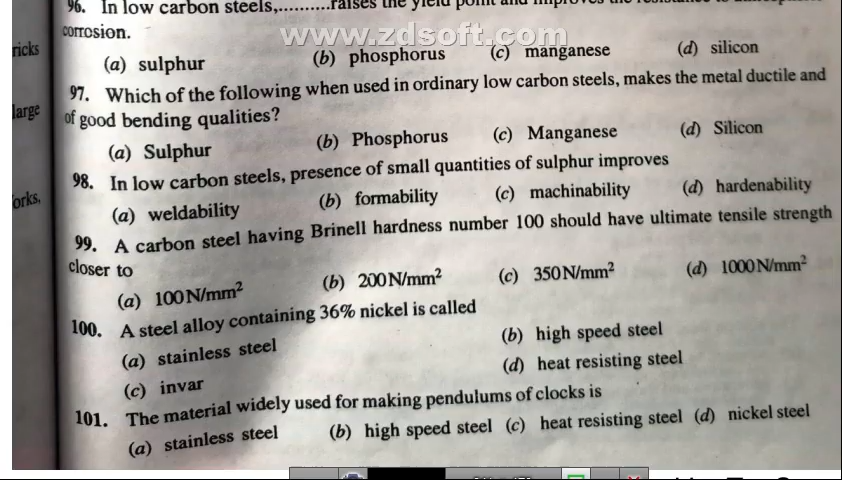 96. In low carbon steels,..........raises the yield point and improves the resistance to
corrosion.
www.zdsoft.com
(a) sulphur (b) phosphorus (c) manganese (d) silicon
97. Which of the following when used in ordinary low carbon steels, makes the metal ductile and
of good bending qualities?
(a) Sulphur (b) Phosphorus (c) Manganese (d) Silicon
98. In low carbon steels, presence of small quantities of sulphur improves
(a) weldability (b) formability (c) machinability (d) hardenability
99. A carbon steel having Brinell hardness number 100 should have ultimate tensile strength
closer to
(a) 100N/mm² (b) 200N/mm² (c) 350N/mm² (d) 1000N/mm²
100. A steel alloy containing 36% nickel is called
(a) stainless steel (b) high speed steel
(c) invar (d) heat resisting steel
101. The material widely used for making pendulums of clocks is
(a) stainless steel (b) high speed steel (c) heat resisting steel (d) nickel steel
ricks
large
orks,